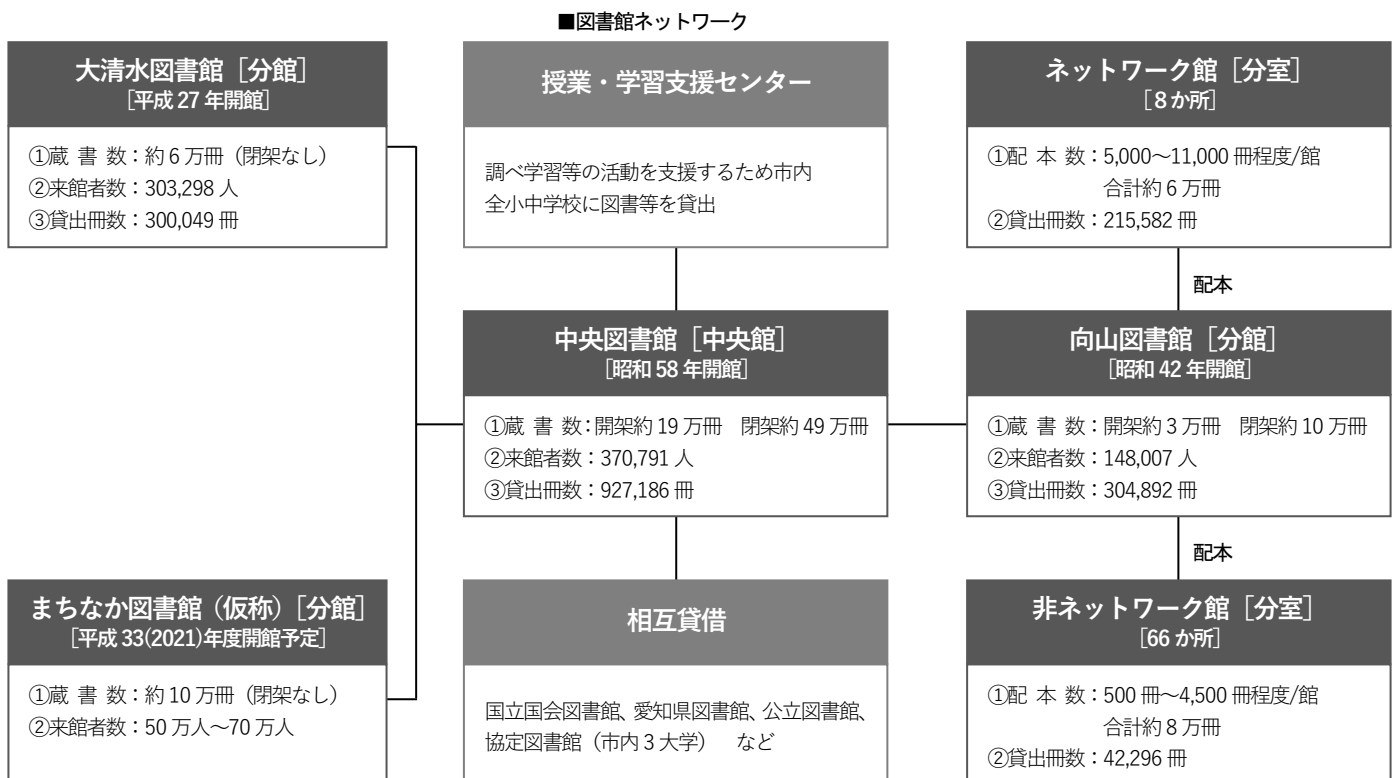 ■図書館ネットワーク
大清水図書館［分館］
［平成 27 年開館］
①蔵 書 数：約 6 万冊（閉架なし）
②来館者数：303,298 人
③貸出冊数：300,049 冊
授業・学習支援センター
調べ学習等の活動を支援するため市内
全小中学校に図書等を貸出
ネットワーク館［分室］
［8 か所］
①配 本 数：5,000～11,000 冊程度/館
合計約 6 万冊
②貸出冊数：215,582 冊
配本
中央図書館［中央館］
［昭和 58 年開館］
①蔵 書 数：開架約 19 万冊　閉架約 49 万冊
②来館者数：370,791 人
③貸出冊数：927,186 冊
向山図書館［分館］
［昭和 42 年開館］
①蔵 書 数：開架約 3 万冊　閉架約 10 万冊
②来館者数：148,007 人
③貸出冊数：304,892 冊
配本
まちなか図書館（仮称）［分館］
［平成 33(2021)年度開館予定］
①蔵 書 数：約 10 万冊（閉架なし）
②来館者数：50 万人～70 万人
相互貸借
国立国会図書館、愛知県図書館、公立図書館、
協定図書館（市内 3 大学）　など
非ネットワーク館［分室］
［66 か所］
①配 本 数：500 冊～4,500 冊程度/館
合計約 8 万冊
②貸出冊数：42,296 冊